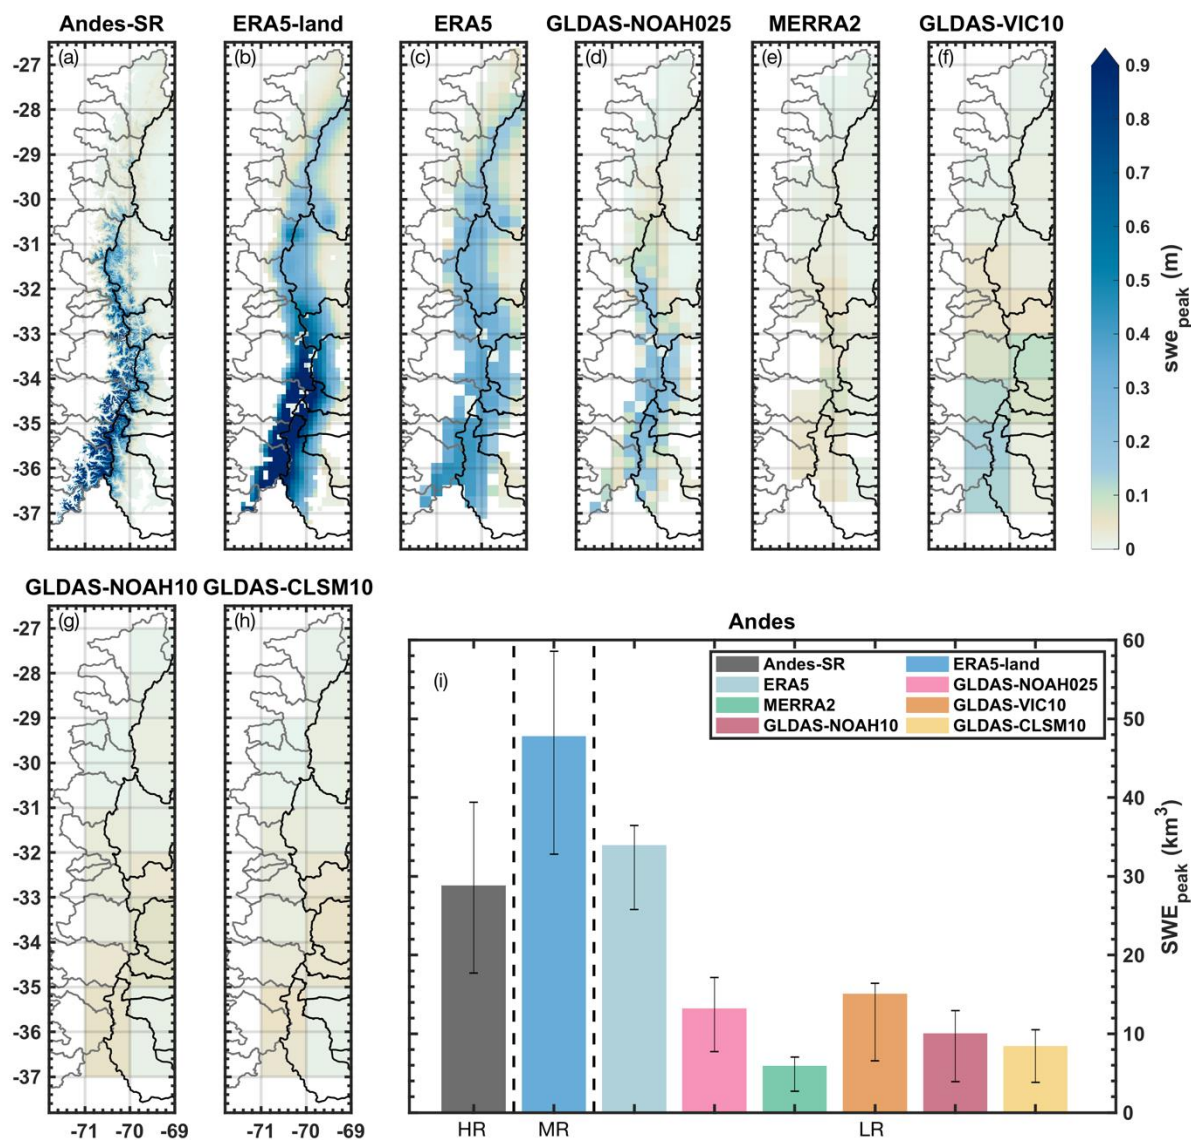 Andes-SR ERA5-land ERA5 GLDAS-NOAH025 MERRA2 GLDAS-VIC10
(a) (b) (c) (d) (e) (f)
-27
-28
-29
-30
-31
-32
-33
-34
-35
-36
-37
0.9
0.8
0.7
0.6
0.5
0.4
0.3
0.2
0.1
0
swe_peak (m)
GLDAS-NOAH10 GLDAS-CLSM10
(g) (h)
-27
-28
-29
-30
-31
-32
-33
-34
-35
-36
-37
-71 -70 -69 -71 -70 -69
Andes
(i)
Andes-SR ERA5-land
ERA5 GLDAS-NOAH025
MERRA2 GLDAS-VIC10
GLDAS-NOAH10 GLDAS-CLSM10
60
50
40
30
20
10
0
SWE_peak (km³)
HR MR LR